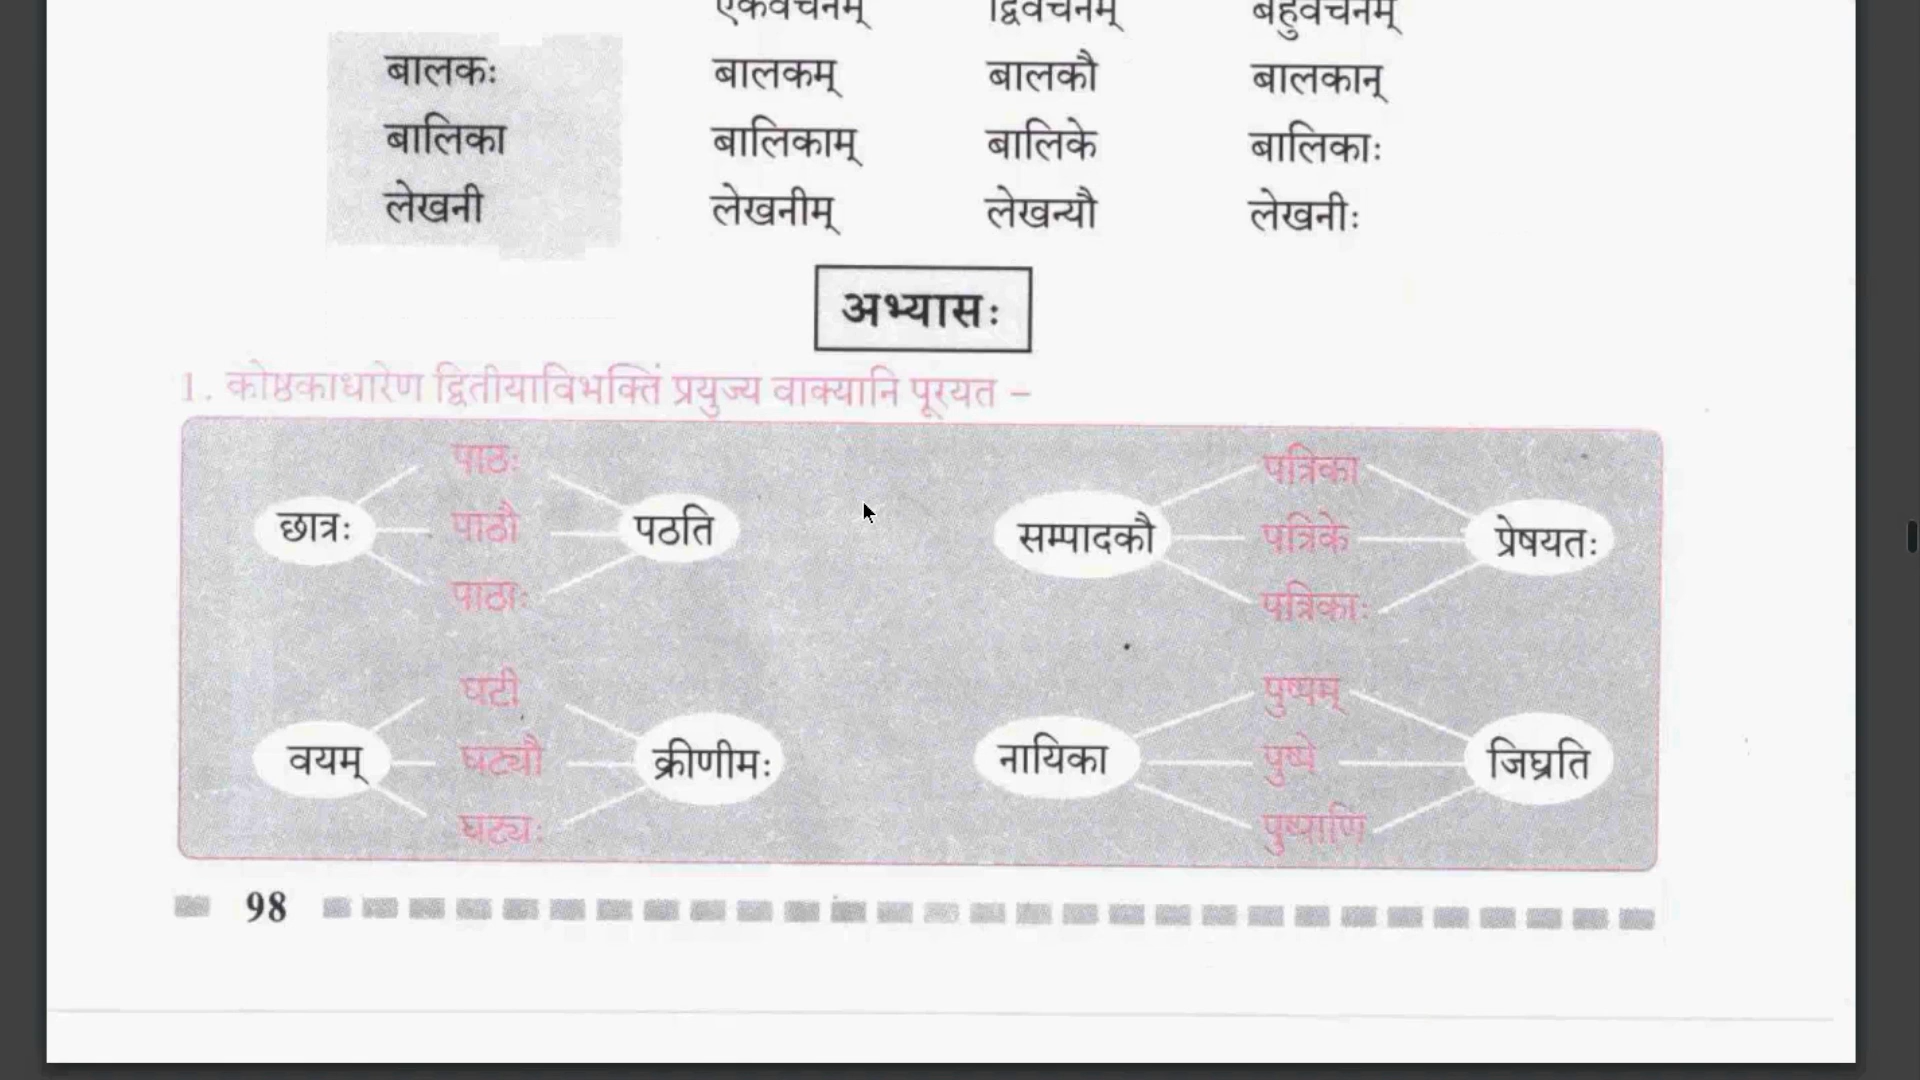 एकवचनम् द्विवचनम् बहुवचनम्
बालकः बालकम् बालकौ बालकान्
बालिका बालिकाम् बालिके बालिकाः
लेखनी लेखनीम् लेखन्यौ लेखनीः
अभ्यासः
1. कोष्ठकाधारेण द्वितीयाविभक्तिं प्रयुज्य वाक्यानि पूरयत –
पाठः पत्रिका
छात्रः पाठौ पठति सम्पादकौ पत्रिके प्रेषयतः
पाठाः पत्रिकाः
घटी पुष्पम्
वयम् घट्यौ क्रीणीमः नायिका पुष्पे जिघ्रति
घट्यः पुष्पाणि
98